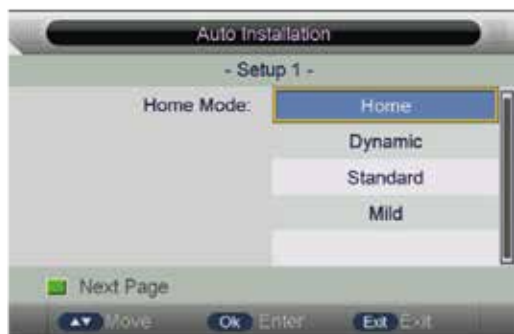 Auto Installation
- Setup 1 -
Home Mode: Home
Dynamic
Standard
Mild
Next Page
Move Ok Enter Exit Exit